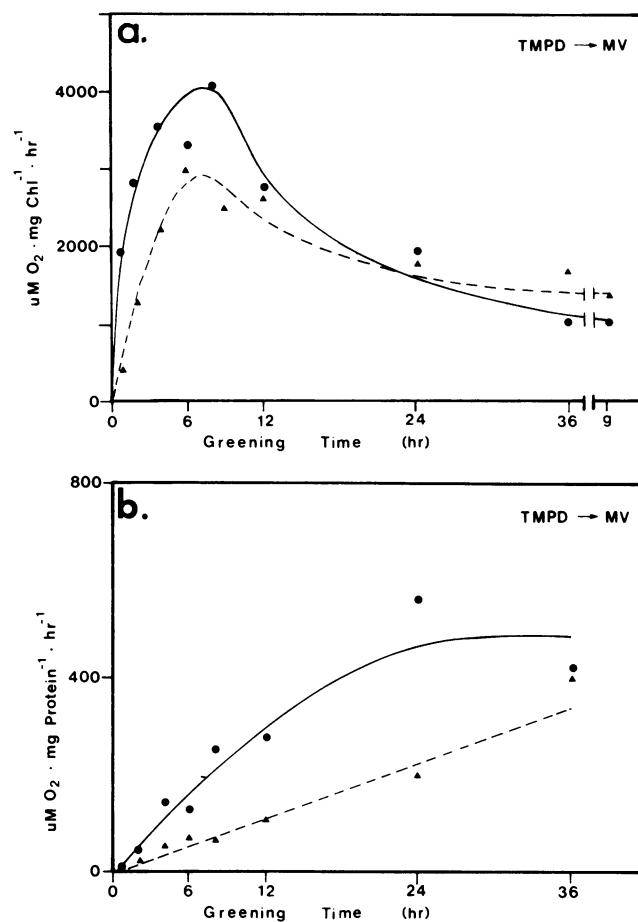 a.
TMPD → MV
4000
2000
0
uM O₂ · mg Chl⁻¹ · hr⁻¹
0 6 12 24 36 9
Greening Time (hr)
b.
TMPD → MV
800
400
0
uM O₂ · mg Protein⁻¹ · hr⁻¹
0 6 12 24 36
Greening Time (hr)